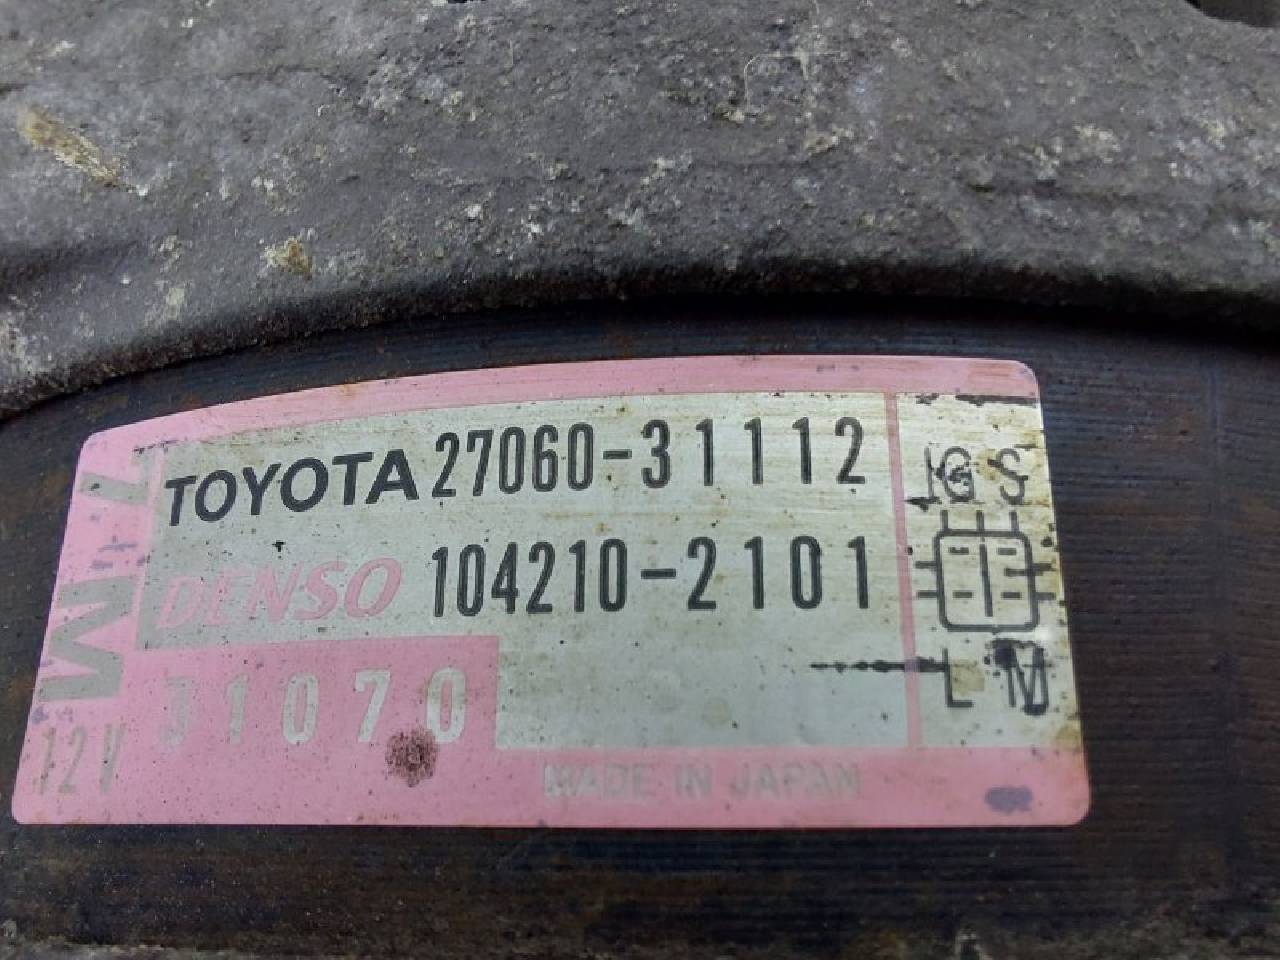 TOYOTA 27060-31112
DENSO 104210-2101
31070
12V
IG S
L M
MADE IN JAPAN